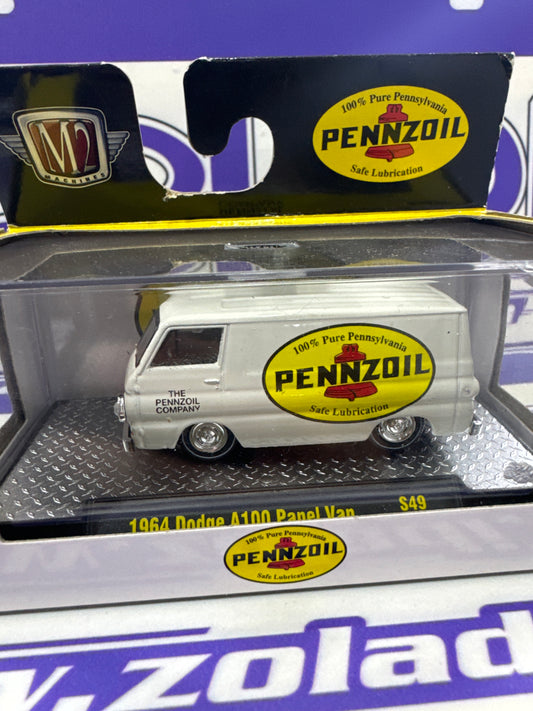 M2
MACHINES
100% Pure Pennsylvania
PENNZOIL
Safe Lubrication
100% Pure Pennsylvania
PENNZOIL
Safe Lubrication
THE
PENNZOIL
COMPANY
1964 Dodge A100 Panel Van
S49
100% Pure Pennsylvania
PENNZOIL
Safe Lubrication
.zolad